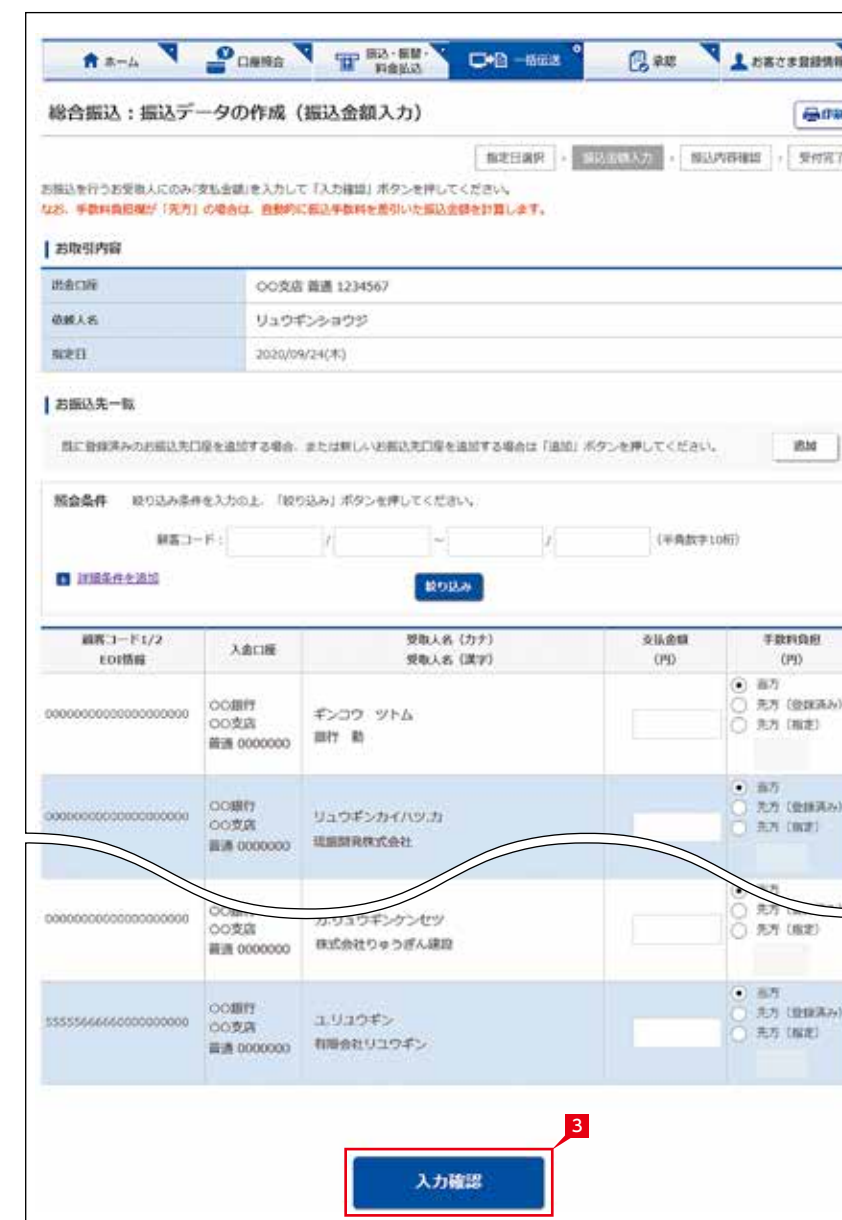 ホーム
口座照会
振込・振替・
料金払込
一括伝送
承認
お客さま登録情報
総合振込：振込データの作成（振込金額入力）
印刷
指定日選択
振込金額入力
振込内容確認
受付完了
お振込を行うお受取人にのみ「支払金額」を入力して「入力確認」ボタンを押してください。
なお、手数料負担欄が「先方」の場合は、自動的に振込手数料を差引いた振込金額を計算します。
お取引内容
出金口座
○○支店 普通 1234567
依頼人名
リュウギンショウジ
指定日
2020/09/24(木)
お振込先一覧
既に登録済みのお振込先口座を追加する場合、または新しいお振込先口座を追加する場合は「追加」ボタンを押してください。
追加
照会条件 絞り込み条件を入力の上、「絞り込み」ボタンを押してください。
顧客コード： / ～ / （半角数字10桁）
詳細条件を追加
絞り込み
顧客コード1/2
EDI情報
入金口座
受取人名（カナ）
受取人名（漢字）
支払金額
（円）
手数料負担
（円）
00000000000000000000
○○銀行
○○支店
普通 0000000
ギンコウ ツトム
銀行 勤
当方
先方（登録済み）
先方（指定）
00000000000000000000
○○銀行
○○支店
普通 0000000
リュウギンカイハツ.カ
琉銀開発株式会社
当方
先方（登録済み）
先方（指定）
00000000000000000000
○○支店
普通 0000000
カ.リュウギンケンセツ
株式会社りゅうぎん建設
先方（指定）
55555666660000000000
○○銀行
○○支店
普通 0000000
ユ.リユウギン
有限会社リユウギン
当方
先方（登録済み）
先方（指定）
3
入力確認